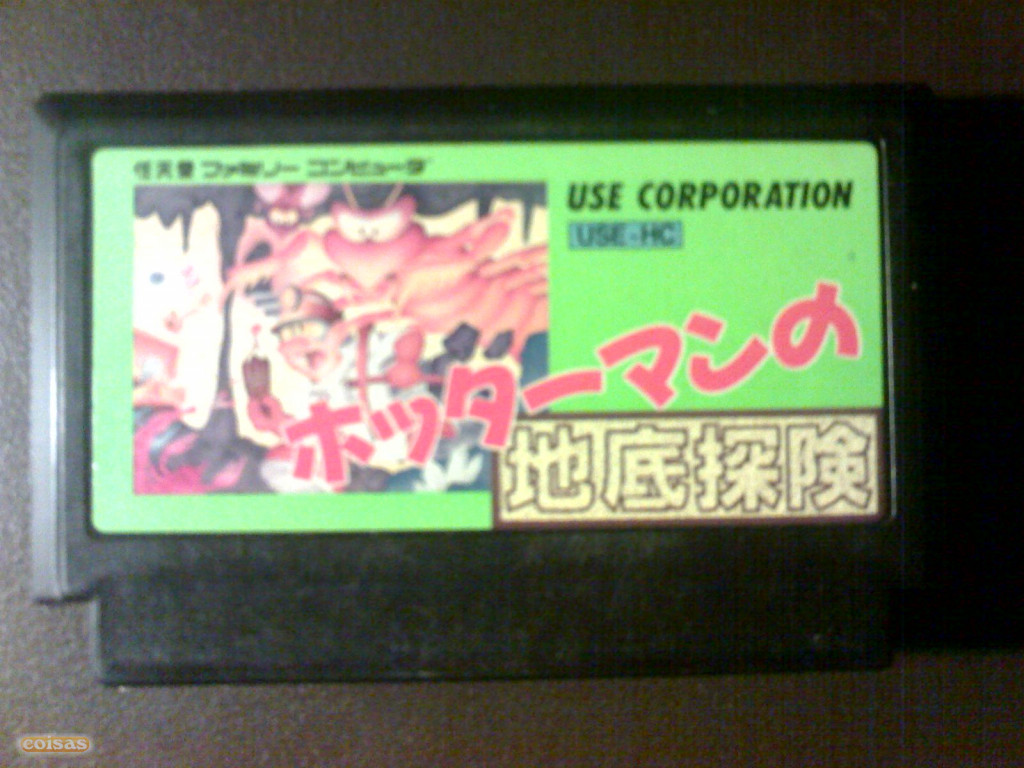 任天堂 ファミリー コンピュータ
USE CORPORATION
USE-HC
ホッターマンの
地底探険
coisas